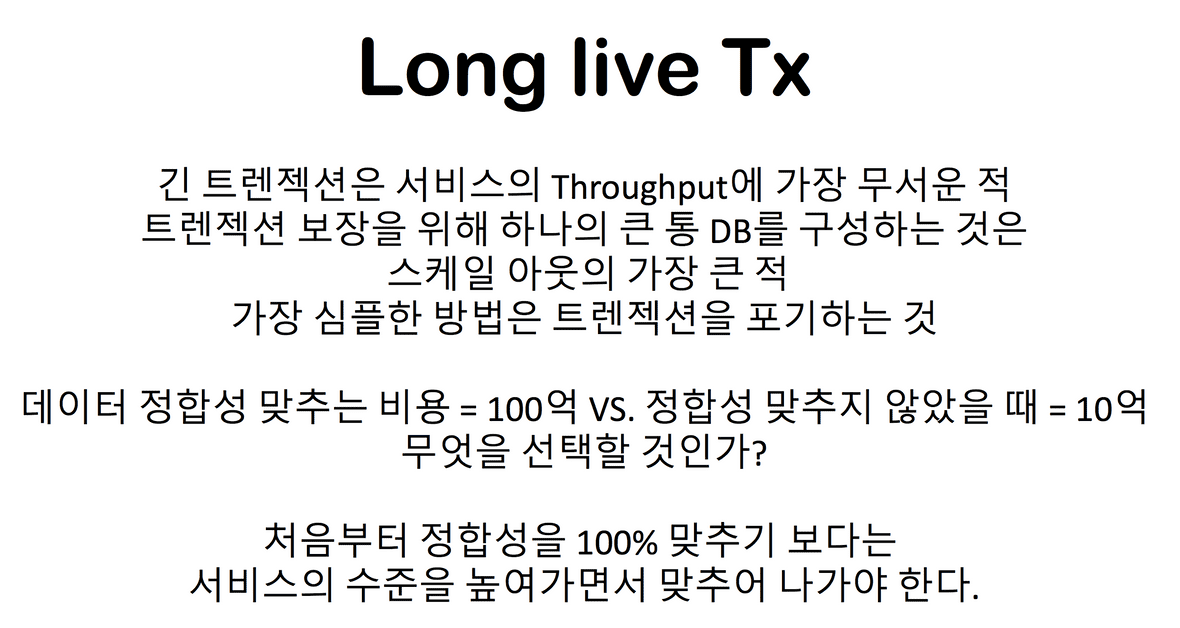 Long live Tx
긴 트렌젝션은 서비스의 Throughput에 가장 무서운 적
트렌젝션 보장을 위해 하나의 큰 통 DB를 구성하는 것은
스케일 아웃의 가장 큰 적
가장 심플한 방법은 트렌젝션을 포기하는 것
데이터 정합성 맞추는 비용 = 100억 VS. 정합성 맞추지 않았을 때 = 10억
무엇을 선택할 것인가?
처음부터 정합성을 100% 맞추기 보다는
서비스의 수준을 높여가면서 맞추어 나가야 한다.